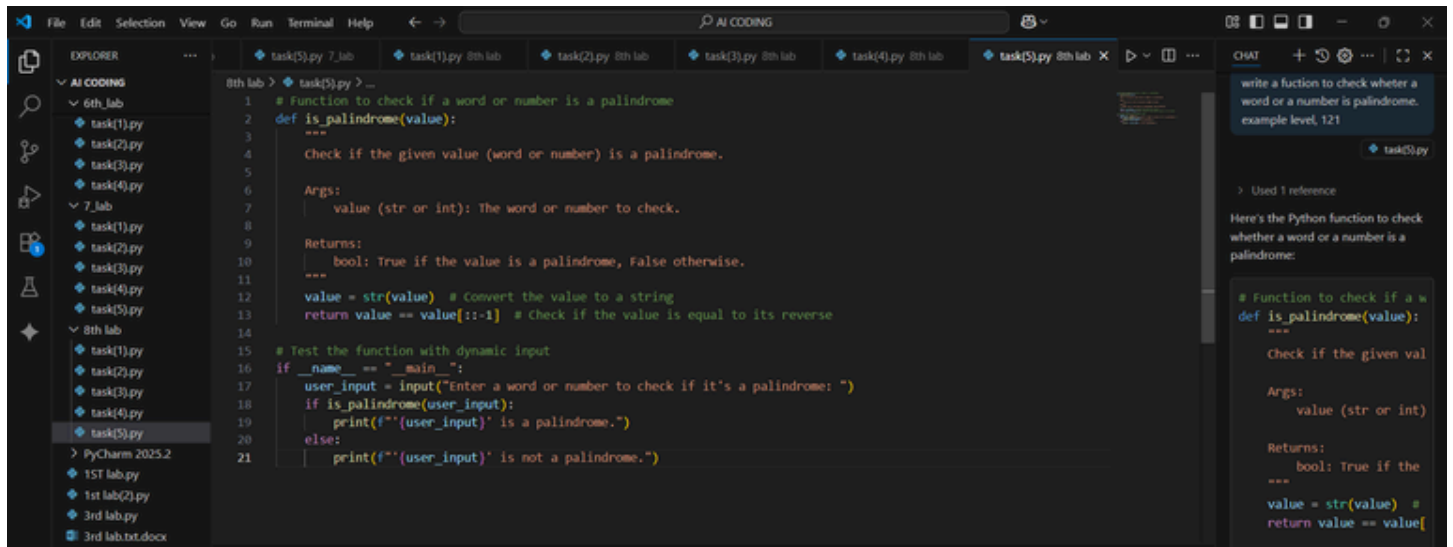 File Edit Selection View Go Run Terminal Help
AI CODING
EXPLORER
task(5).py 7_lab
task(1).py 8th lab
task(2).py 8th lab
task(3).py 8th lab
task(4).py 8th lab
task(5).py 8th lab
AI CODING
6th_lab
task(1).py
task(2).py
task(3).py
task(4).py
7_lab
task(1).py
task(2).py
task(3).py
task(4).py
task(5).py
8th lab
task(1).py
task(2).py
task(3).py
task(4).py
task(5).py
PyCharm 2025.2
1ST lab.py
1st lab(2).py
3rd lab.py
3rd lab.txt.docx
1
8th lab > task(5).py > ...
1 # Function to check if a word or number is a palindrome
2 def is_palindrome(value):
3 """
4 Check if the given value (word or number) is a palindrome.
5
6 Args:
7 value (str or int): The word or number to check.
8
9 Returns:
10 bool: True if the value is a palindrome, False otherwise.
11 """
12 value = str(value) # Convert the value to a string
13 return value == value[::-1] # Check if the value is equal to its reverse
14
15 # Test the function with dynamic input
16 if __name__ == "__main__":
17 user_input = input("Enter a word or number to check if it's a palindrome: ")
18 if is_palindrome(user_input):
19 print(f"'{user_input}' is a palindrome.")
20 else:
21 print(f"'{user_input}' is not a palindrome.")
CHAT
write a fuction to check wheter a
word or a number is palindrome.
example level, 121
task(5).py
> Used 1 reference
Here's the Python function to check
whether a word or a number is a
palindrome:
# Function to check if a w
def is_palindrome(value):
"""
Check if the given val
Args:
value (str or int)
Returns:
bool: True if the
"""
value = str(value) #
return value == value[